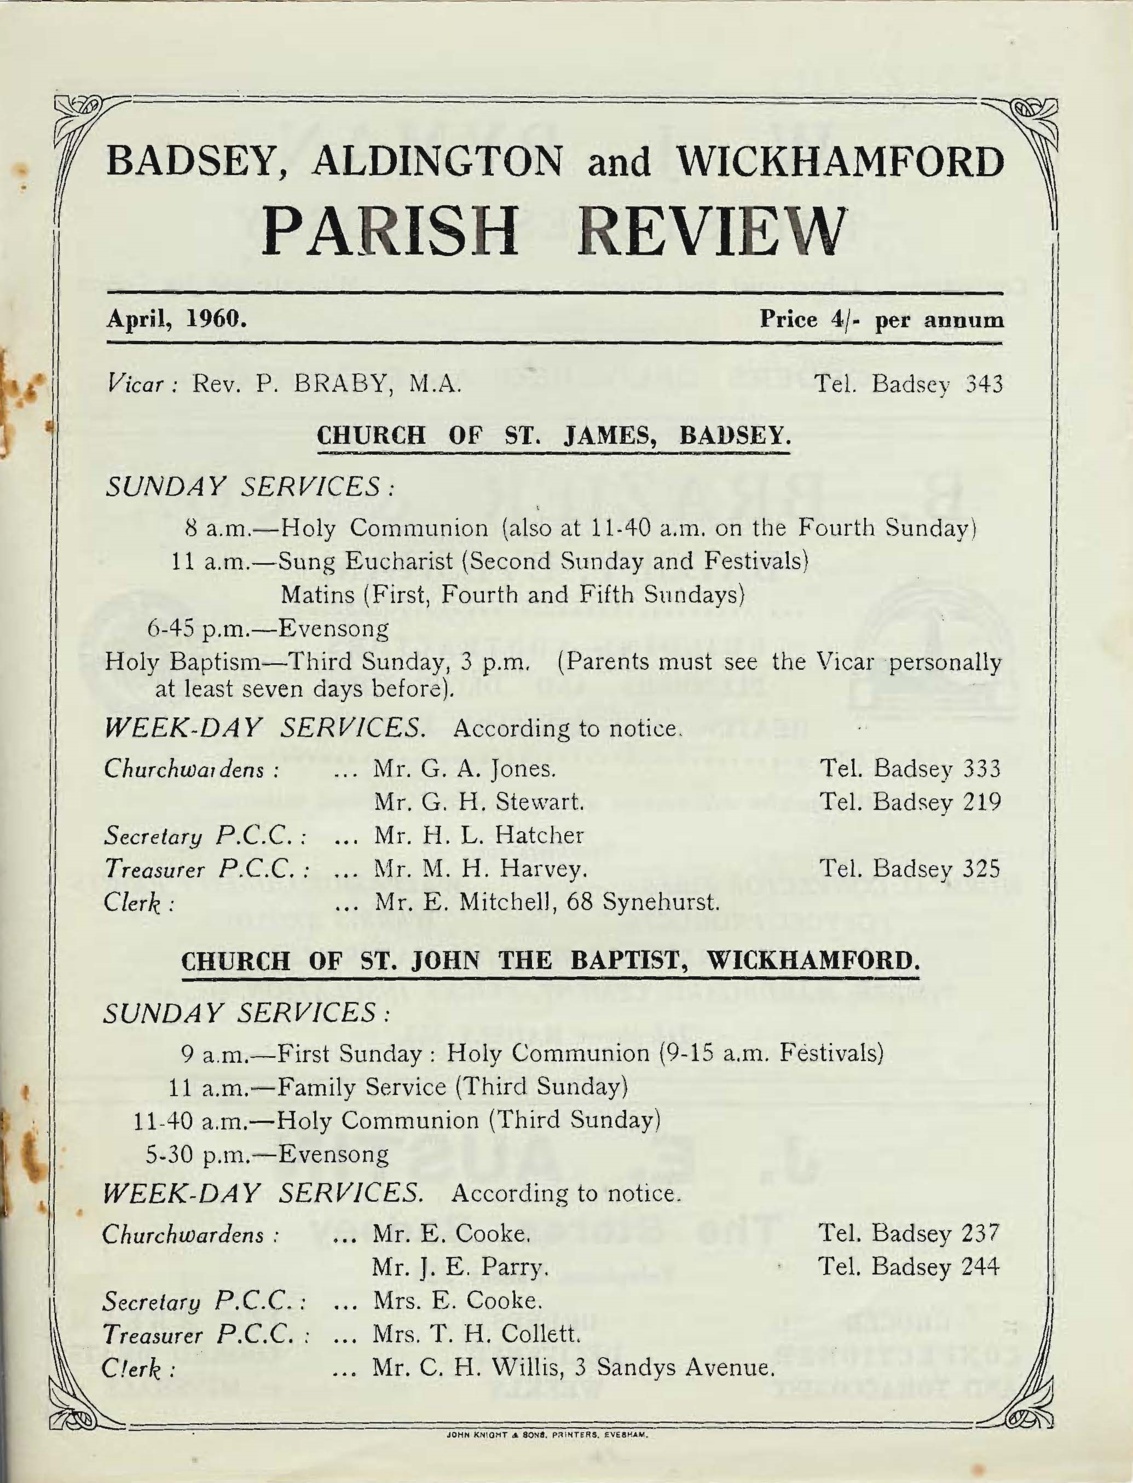 BADSEY, ALDINGTON and WICKHAMFORD
PARISH REVIEW
April, 1960. Price 4/- per annum
Vicar : Rev. P. BRABY, M.A. Tel. Badsey 343
CHURCH OF ST. JAMES, BADSEY.
SUNDAY SERVICES :
8 a.m.—Holy Communion (also at 11-40 a.m. on the Fourth Sunday)
11 a.m.—Sung Eucharist (Second Sunday and Festivals)
Matins (First, Fourth and Fifth Sundays)
6-45 p.m.—Evensong
Holy Baptism—Third Sunday, 3 p.m. (Parents must see the Vicar personally
at least seven days before).
WEEK-DAY SERVICES. According to notice.
Churchwardens : ... Mr. G. A. Jones. Tel. Badsey 333
Mr. G. H. Stewart. Tel. Badsey 219
Secretary P.C.C. : ... Mr. H. L. Hatcher
Treasurer P.C.C. : ... Mr. M. H. Harvey. Tel. Badsey 325
Clerk : ... Mr. E. Mitchell, 68 Synehurst.
CHURCH OF ST. JOHN THE BAPTIST, WICKHAMFORD.
SUNDAY SERVICES :
9 a.m.—First Sunday : Holy Communion (9-15 a.m. Festivals)
11 a.m.—Family Service (Third Sunday)
11-40 a.m.—Holy Communion (Third Sunday)
5-30 p.m.—Evensong
WEEK-DAY SERVICES. According to notice.
Churchwardens : ... Mr. E. Cooke. Tel. Badsey 237
Mr. J. E. Parry. Tel. Badsey 244
Secretary P.C.C. : ... Mrs. E. Cooke.
Treasurer P.C.C. : ... Mrs. T. H. Collett.
Clerk : ... Mr. C. H. Willis, 3 Sandys Avenue.
JOHN KNIGHT & SONS, PRINTERS, EVESHAM.